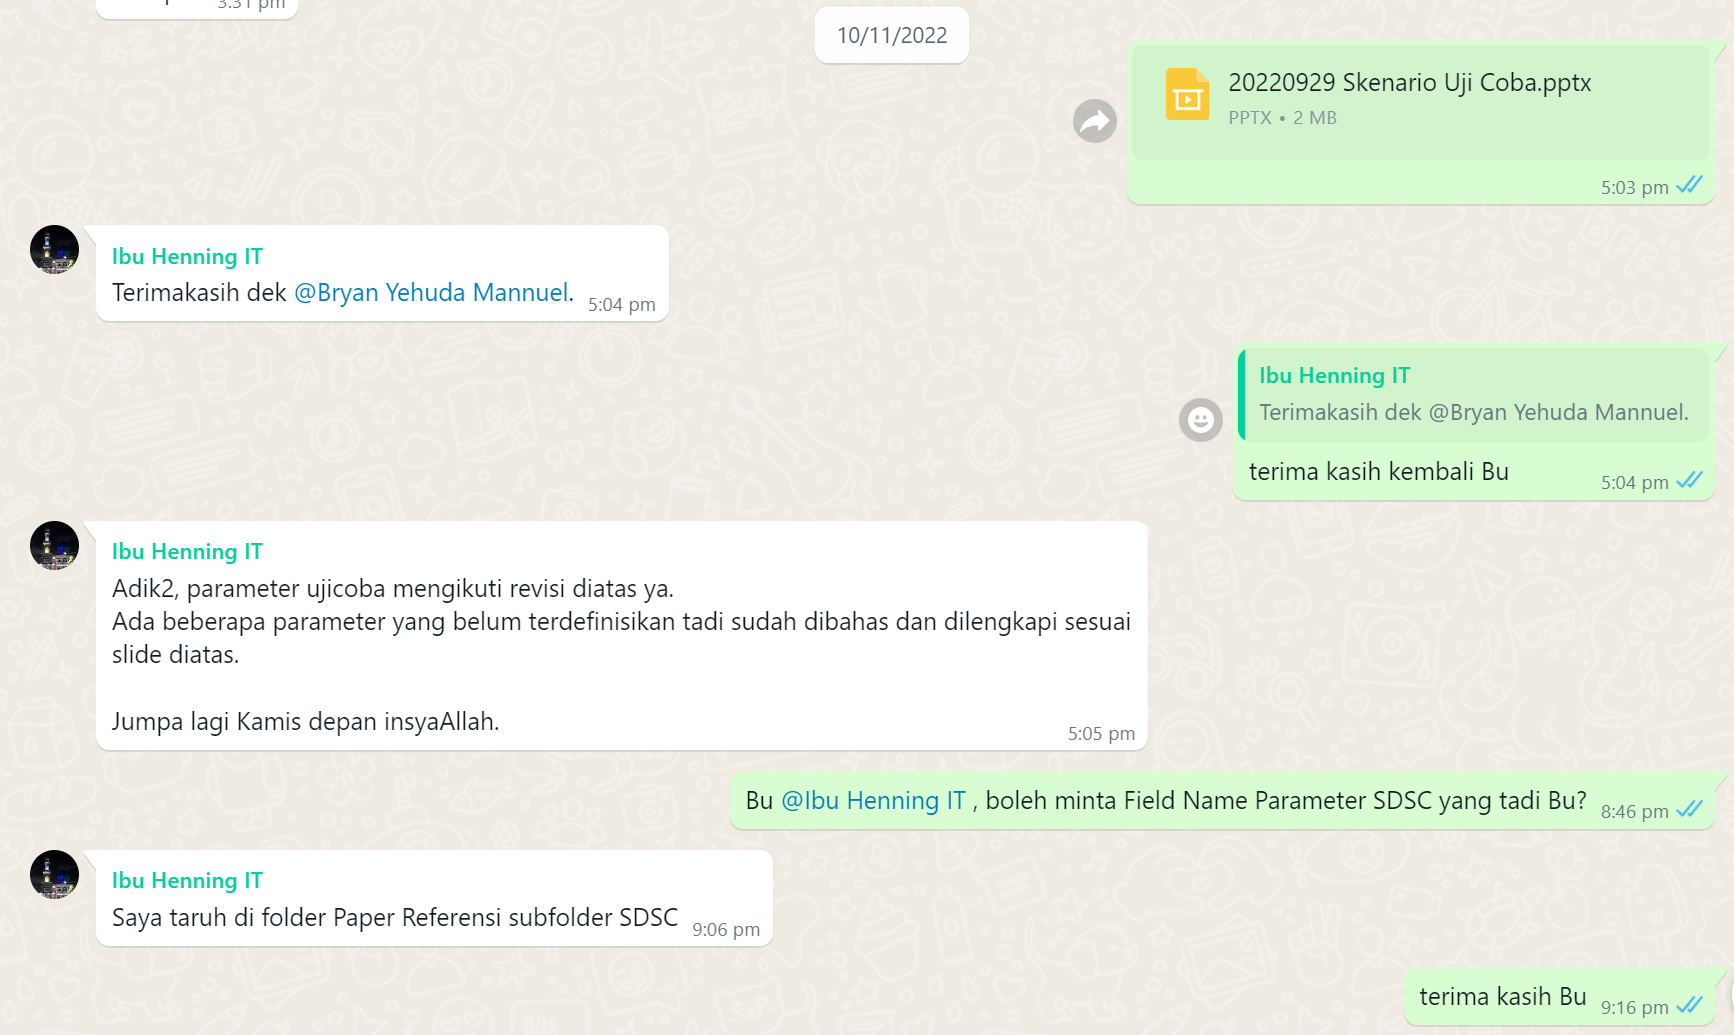 3:31 pm
10/11/2022
20220929 Skenario Uji Coba.pptx
PPTX • 2 MB
5:03 pm
Ibu Henning IT
Terimakasih dek @Bryan Yehuda Mannuel.
5:04 pm
Ibu Henning IT
Terimakasih dek @Bryan Yehuda Mannuel.
terima kasih kembali Bu
5:04 pm
Ibu Henning IT
Adik2, parameter ujicoba mengikuti revisi diatas ya.
Ada beberapa parameter yang belum terdefinisikan tadi sudah dibahas dan dilengkapi sesuai
slide diatas.
Jumpa lagi Kamis depan insyaAllah.
5:05 pm
Bu @Ibu Henning IT , boleh minta Field Name Parameter SDSC yang tadi Bu?
8:46 pm
Ibu Henning IT
Saya taruh di folder Paper Referensi subfolder SDSC
9:06 pm
terima kasih Bu
9:16 pm